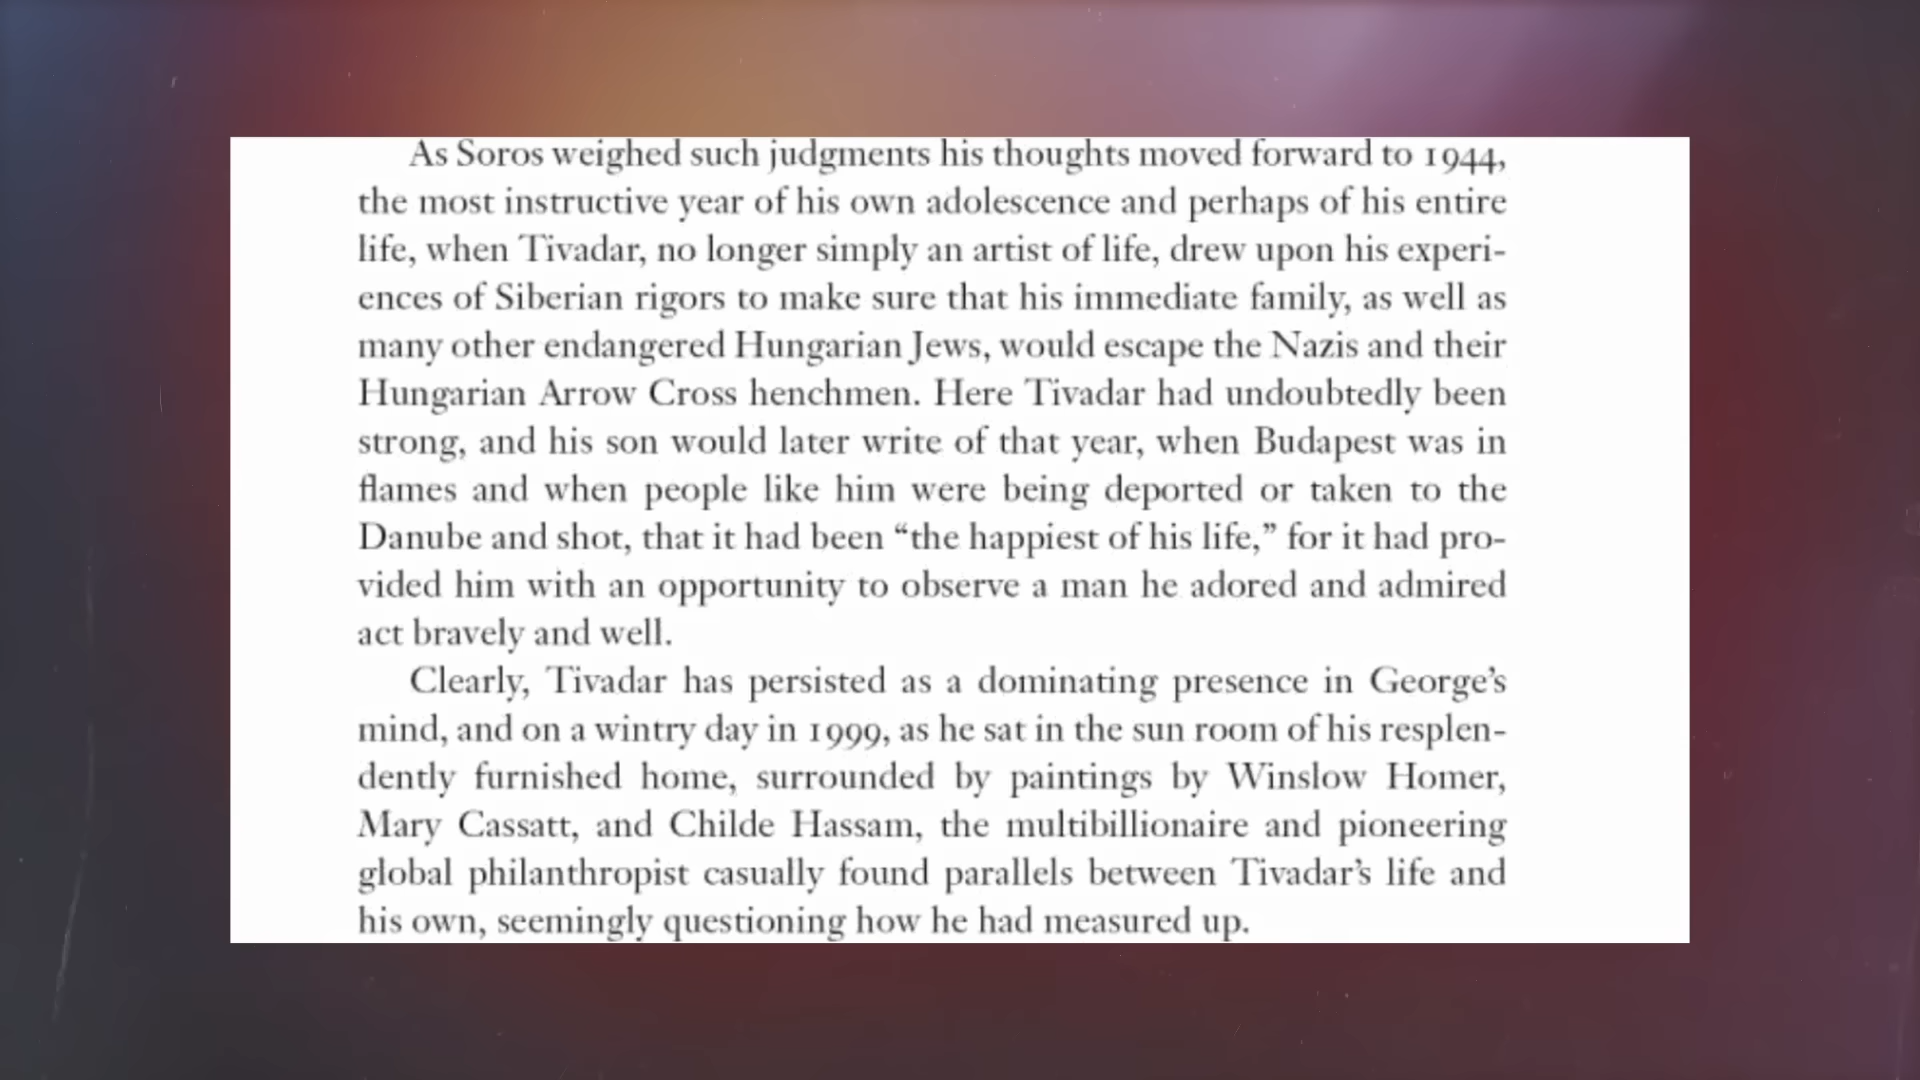 As Soros weighed such judgments his thoughts moved forward to 1944,
the most instructive year of his own adolescence and perhaps of his entire
life, when Tivadar, no longer simply an artist of life, drew upon his experi-
ences of Siberian rigors to make sure that his immediate family, as well as
many other endangered Hungarian Jews, would escape the Nazis and their
Hungarian Arrow Cross henchmen. Here Tivadar had undoubtedly been
strong, and his son would later write of that year, when Budapest was in
flames and when people like him were being deported or taken to the
Danube and shot, that it had been “the happiest of his life,” for it had pro-
vided him with an opportunity to observe a man he adored and admired
act bravely and well.
Clearly, Tivadar has persisted as a dominating presence in George’s
mind, and on a wintry day in 1999, as he sat in the sun room of his resplen-
dently furnished home, surrounded by paintings by Winslow Homer,
Mary Cassatt, and Childe Hassam, the multibillionaire and pioneering
global philanthropist casually found parallels between Tivadar’s life and
his own, seemingly questioning how he had measured up.